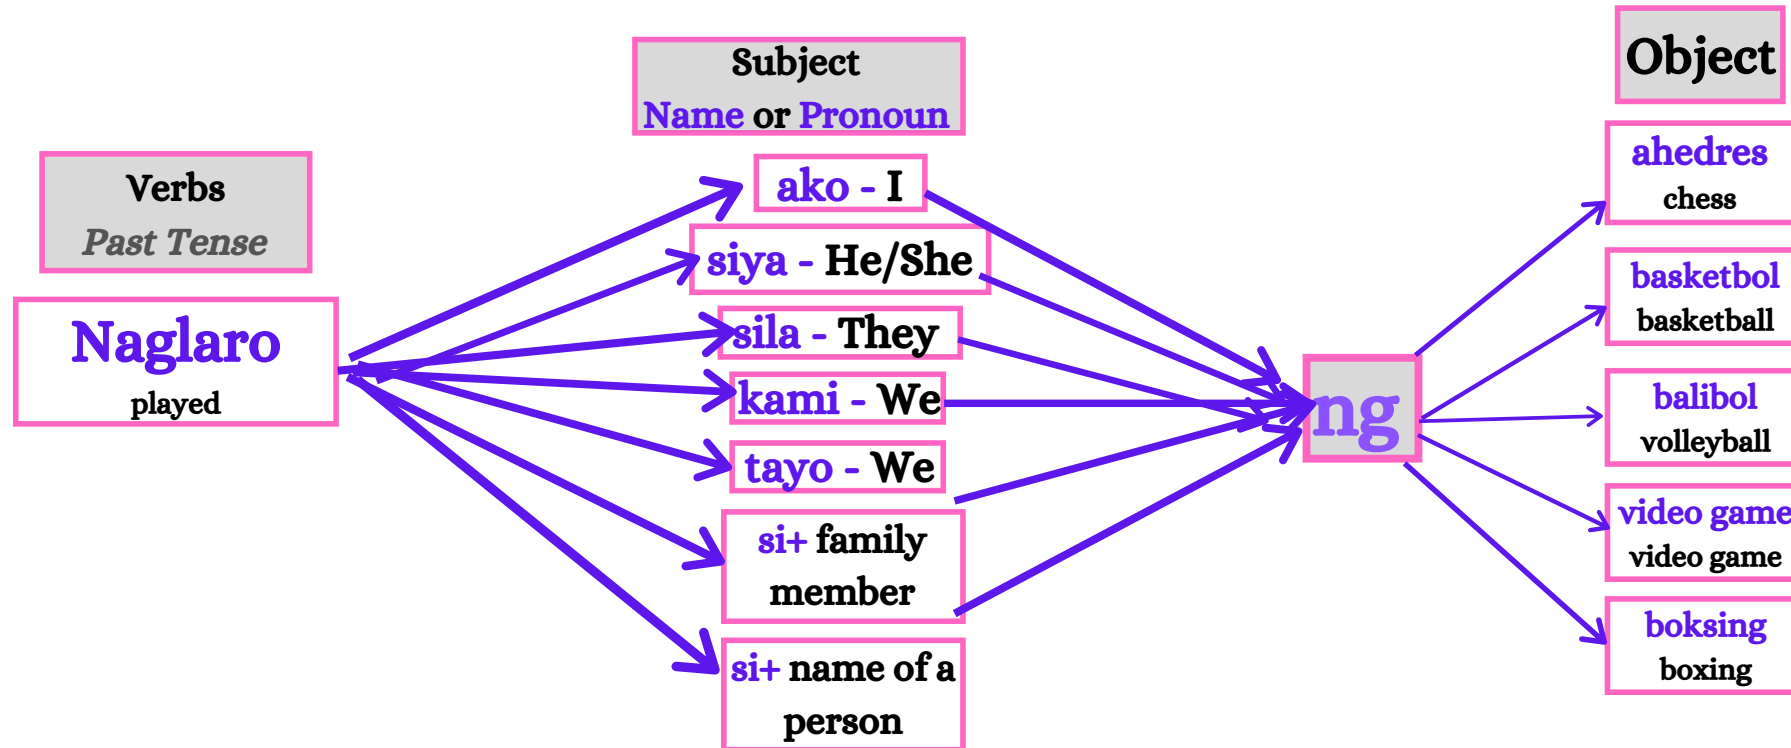 Verbs
Past Tense
Naglaro
played
Subject
Name or Pronoun
ako - I
siya - He/She
sila - They
kami - We
tayo - We
si+ family
member
si+ name of a
person
ng
Object
ahedres
chess
basketbol
basketball
balibol
volleyball
video game
video game
boksing
boxing